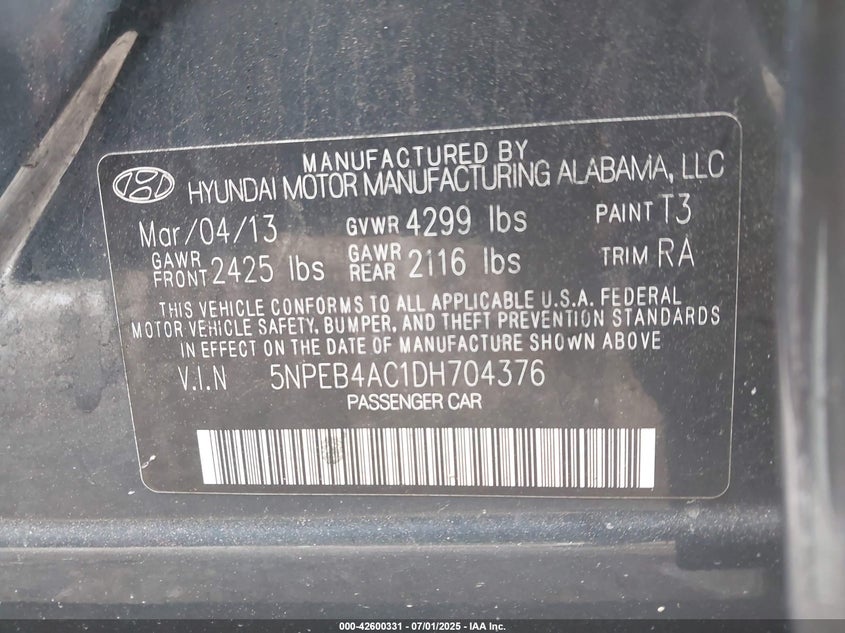 MANUFACTURED BY
HYUNDAI MOTOR MANUFACTURING ALABAMA, LLC
Mar/04/13 GVWR 4299 lbs PAINT T3
GAWR FRONT 2425 lbs GAWR REAR 2116 lbs TRIM RA
THIS VEHICLE CONFORMS TO ALL APPLICABLE U.S.A. FEDERAL
MOTOR VEHICLE SAFETY, BUMPER, AND THEFT PREVENTION STANDARDS
IN EFFECT ON THE DATE OF MANUFACTURE SHOWN ABOVE
V.I.N 5NPEB4AC1DH704376
PASSENGER CAR
000-42600331 - 07/01/2025 - IAA Inc.